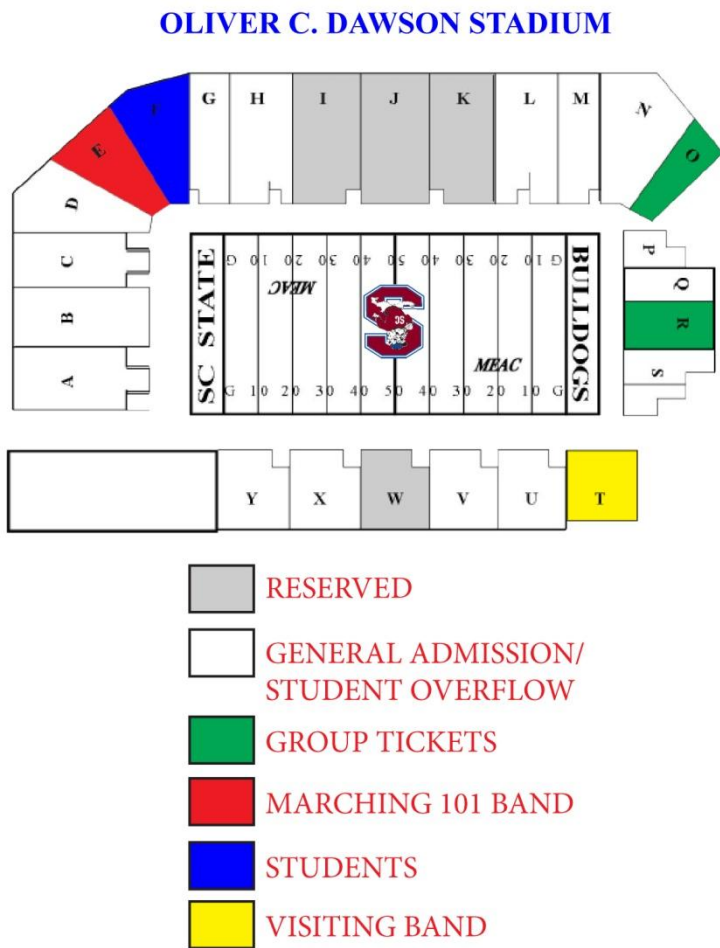 OLIVER C. DAWSON STADIUM
F G H I J K L M N
E O
D
C P
B Q
A R
S
SC STATE
G 10 20 30 40 50 40 30 20 10 G
MEAC
SC
MEAC
G 10 20 30 40 50 40 30 20 10 G
BULLDOGS
Y X W V U T
RESERVED
GENERAL ADMISSION/
STUDENT OVERFLOW
GROUP TICKETS
MARCHING 101 BAND
STUDENTS
VISITING BAND